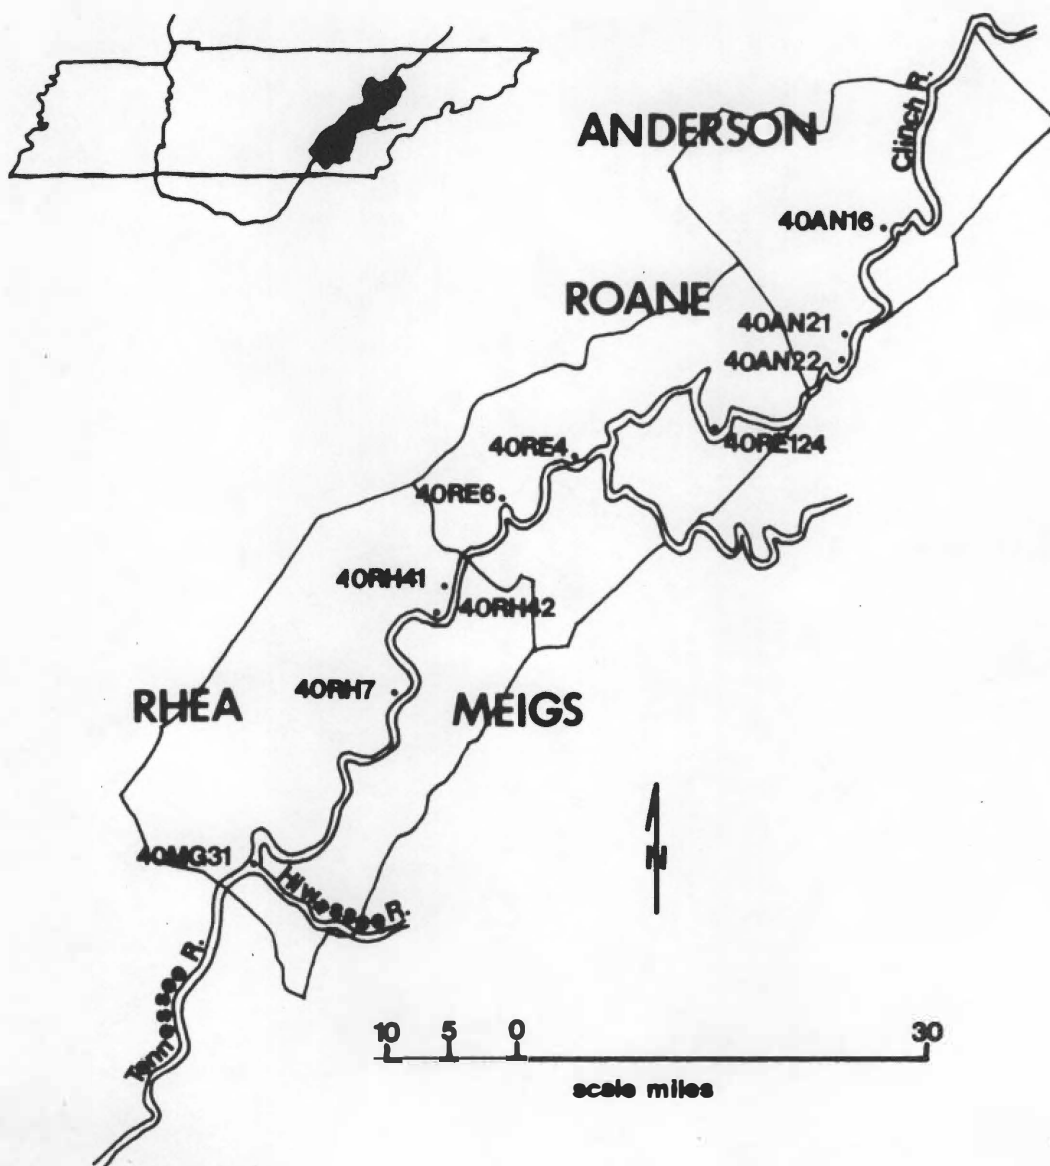 ANDERSON
Clinch R.
40AN16
ROANE
40AN21
40AN22
40RE4
40RE124
40RE6
40RH41
40RH42
40RH7
RHEA
MEIGS
N
40MG31
Hiwassee R.
Tennessee R.
10 5 0 30
scale miles